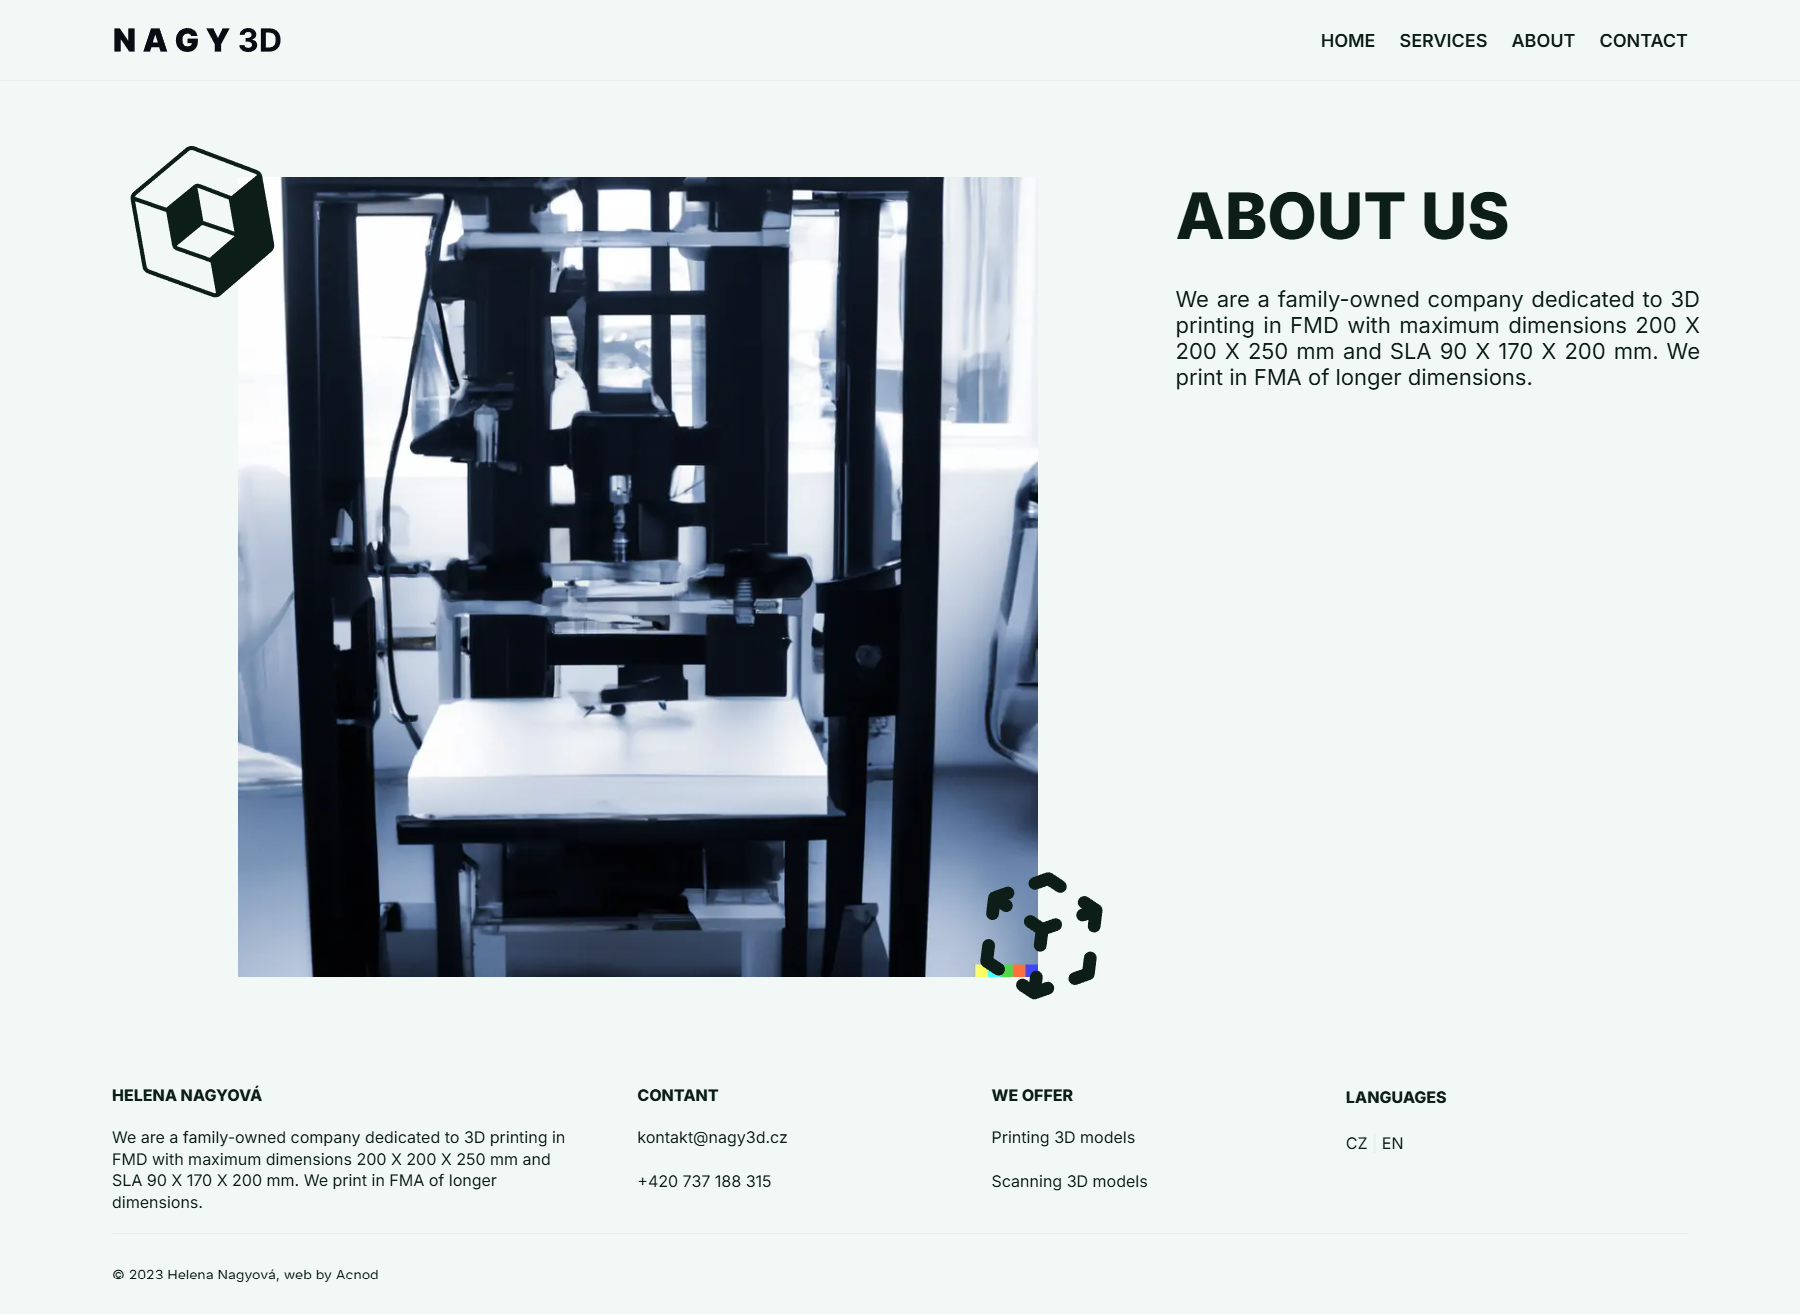 NAGY 3D
HOME SERVICES ABOUT CONTACT
ABOUT US
We are a family-owned company dedicated to 3D
printing in FMD with maximum dimensions 200 X
200 X 250 mm and SLA 90 X 170 X 200 mm. We
print in FMA of longer dimensions.
HELENA NAGYOVÁ
We are a family-owned company dedicated to 3D printing in
FMD with maximum dimensions 200 X 200 X 250 mm and
SLA 90 X 170 X 200 mm. We print in FMA of longer
dimensions.
CONTANT
kontakt@nagy3d.cz
+420 737 188 315
WE OFFER
Printing 3D models
Scanning 3D models
LANGUAGES
CZ | EN
© 2023 Helena Nagyová, web by Acnod